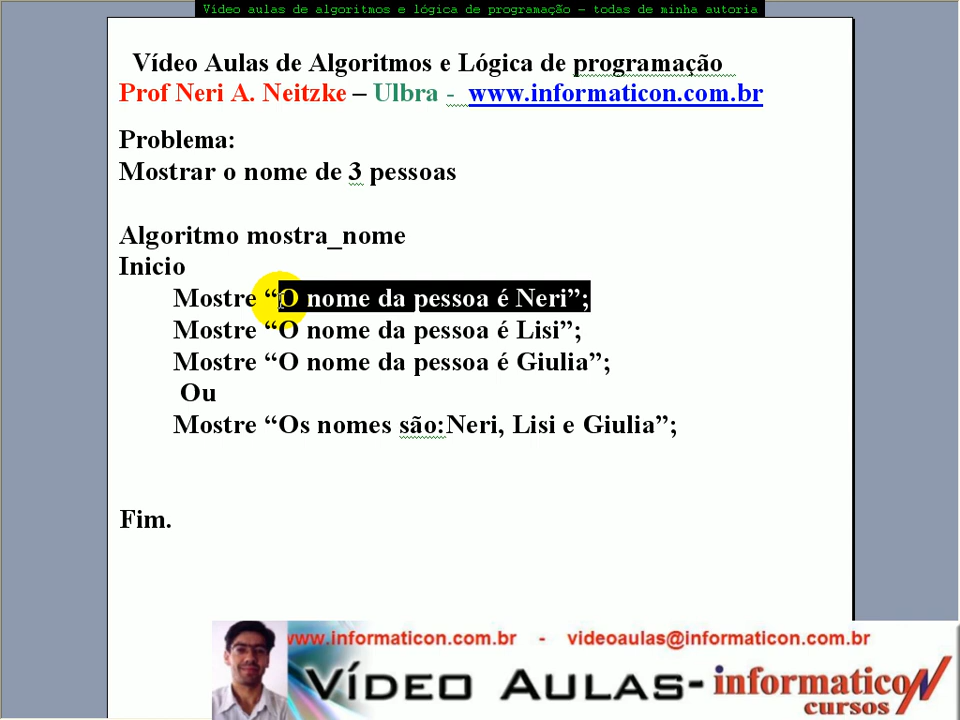 Vídeo aulas de algoritmos e lógica de programação - todas de minha autoria
Vídeo Aulas de Algoritmos e Lógica de programação
Prof Neri A. Neitzke – Ulbra - www.informaticon.com.br
Problema:
Mostrar o nome de 3 pessoas
Algoritmo mostra_nome
Inicio
Mostre “O nome da pessoa é Neri”;
Mostre “O nome da pessoa é Lisi”;
Mostre “O nome da pessoa é Giulia”;
Ou
Mostre “Os nomes são:Neri, Lisi e Giulia”;
Fim.
www.informaticon.com.br - videoaulas@informaticon.com.br
VÍDEO AULAS- informaticoN
cursos